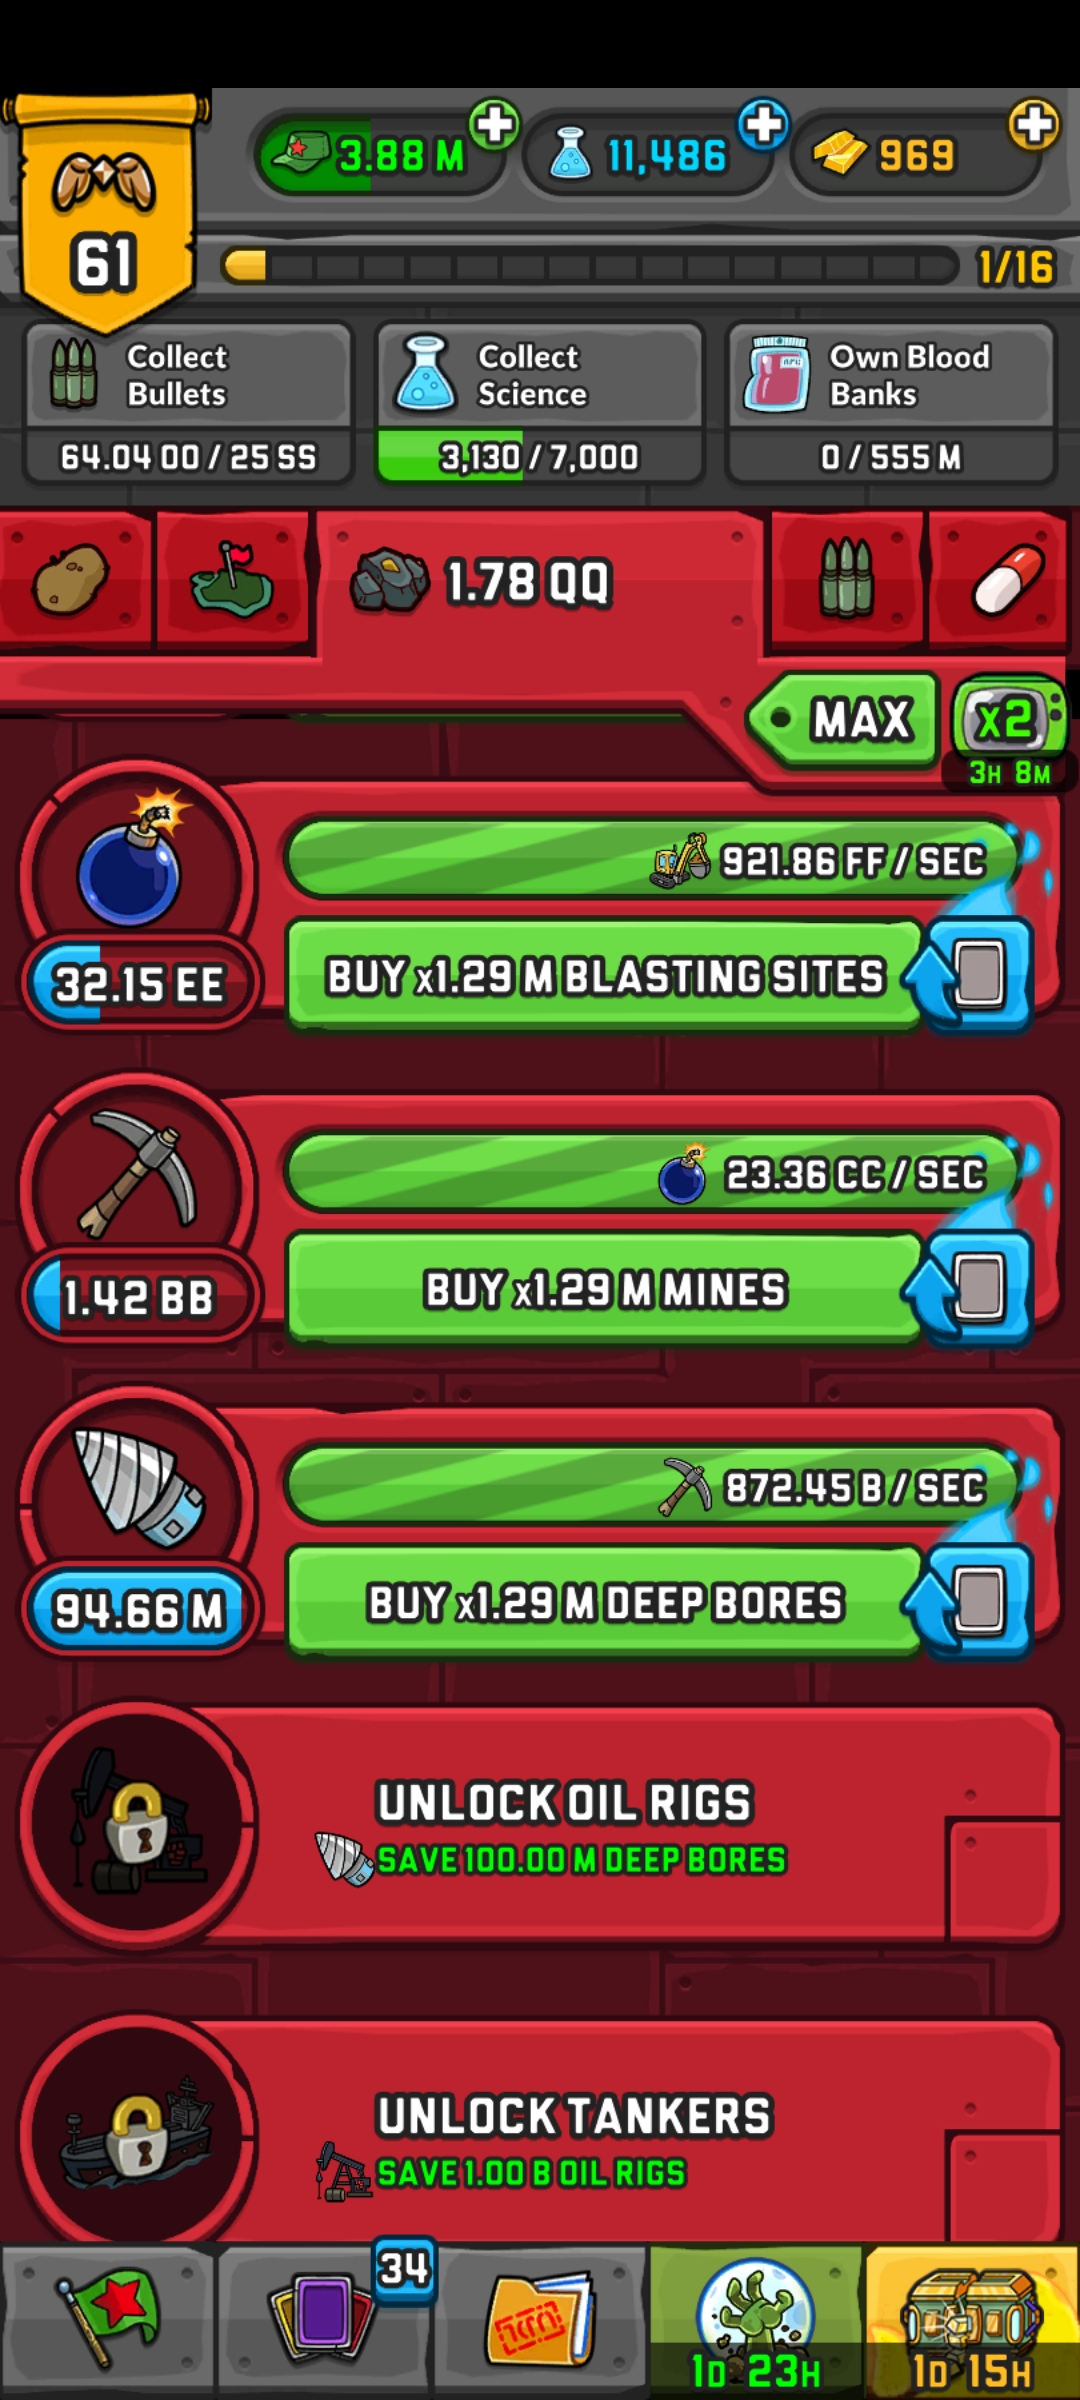 3.88 M
11,486
969
61
1/16
Collect
Bullets
64.04 OO / 25 SS
Collect
Science
3,130 / 7,000
Own Blood
Banks
0 / 555 M
1.78 QQ
MAX
x2
3H 8M
921.86 FF / SEC
32.15 EE
BUY x1.29 M BLASTING SITES
23.36 CC / SEC
1.42 BB
BUY x1.29 M MINES
872.45 B / SEC
94.66 M
BUY x1.29 M DEEP BORES
UNLOCK OIL RIGS
SAVE 100.00 M DEEP BORES
UNLOCK TANKERS
SAVE 1.00 B OIL RIGS
34
1D 23H
1D 15H